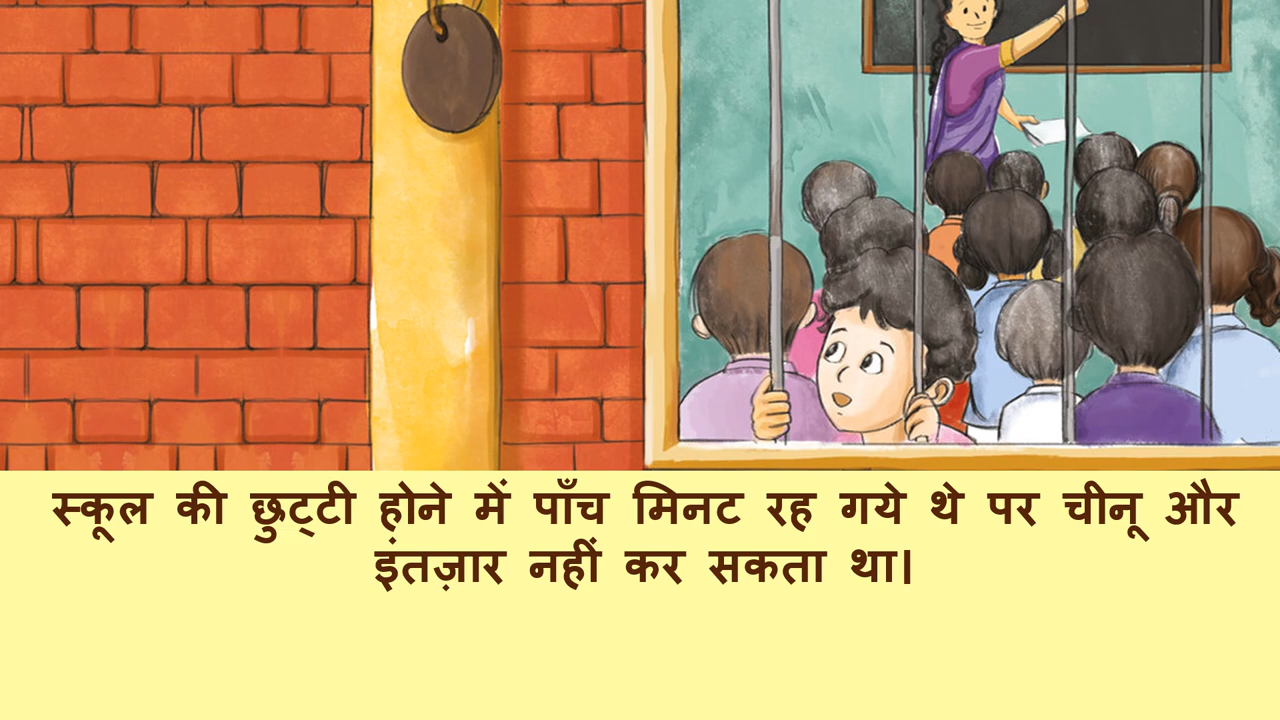 स्कूल की छुट्टी होने में पाँच मिनट रह गये थे पर चीनू और
इंतज़ार नहीं कर सकता था।